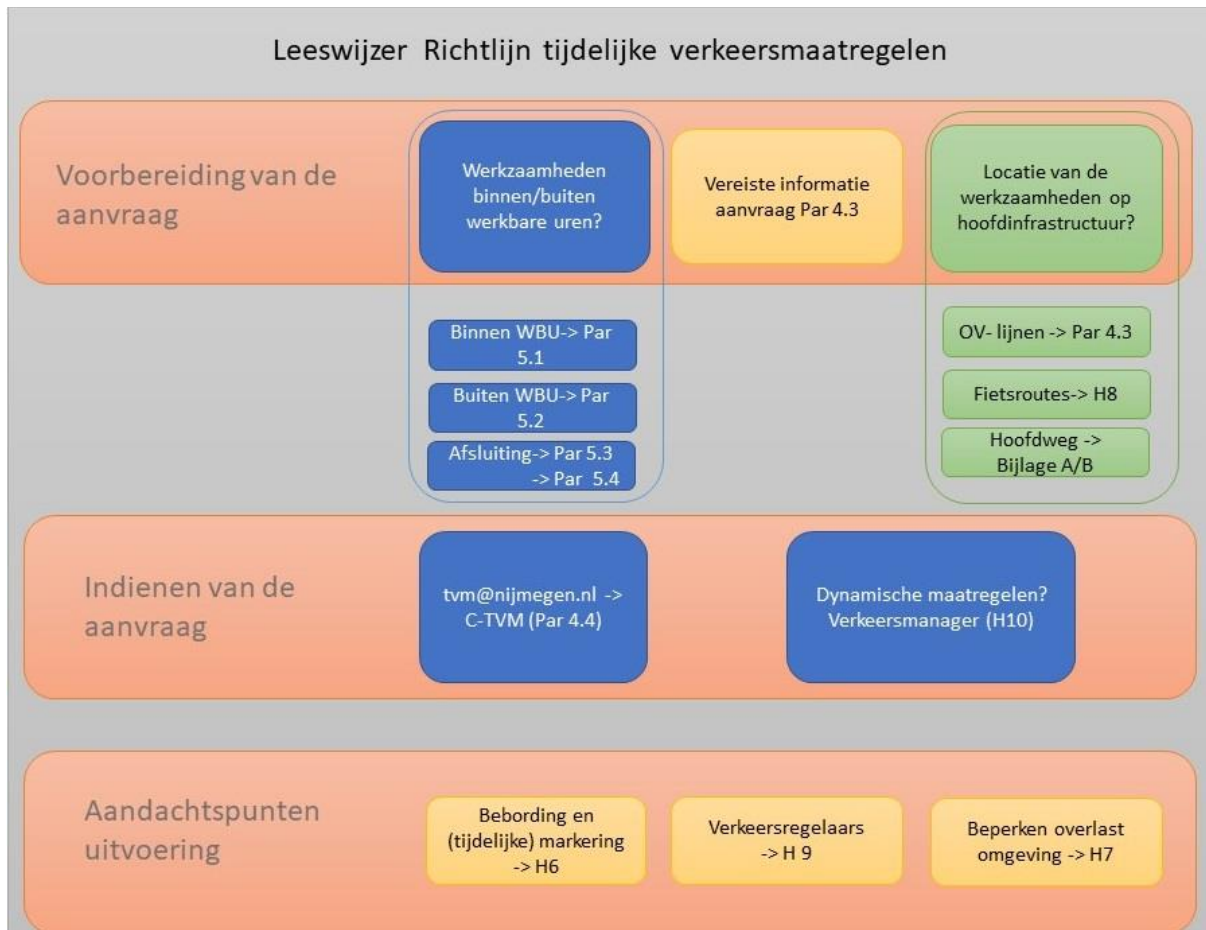 Leeswijzer Richtlijn tijdelijke verkeersmaatregelen
Voorbereiding van de
aanvraag
Werkzaamheden
binnen/buiten
werkbare uren?
Vereiste informatie
aanvraag Par 4.3
Locatie van de
werkzaamheden op
hoofdinfrastructuur?
Binnen WBU-> Par
5.1
Buiten WBU-> Par
5.2
Afsluiting-> Par 5.3
-> Par 5.4
OV- lijnen -> Par 4.3
Fietsroutes-> H8
Hoofdweg ->
Bijlage A/B
Indienen van de
aanvraag
tvm@nijmegen.nl ->
C-TVM (Par 4.4)
Dynamische maatregelen?
Verkeersmanager (H10)
Aandachtspunten
uitvoering
Bebording en
(tijdelijke) markering
-> H6
Verkeersregelaars
-> H 9
Beperken overlast
omgeving -> H7